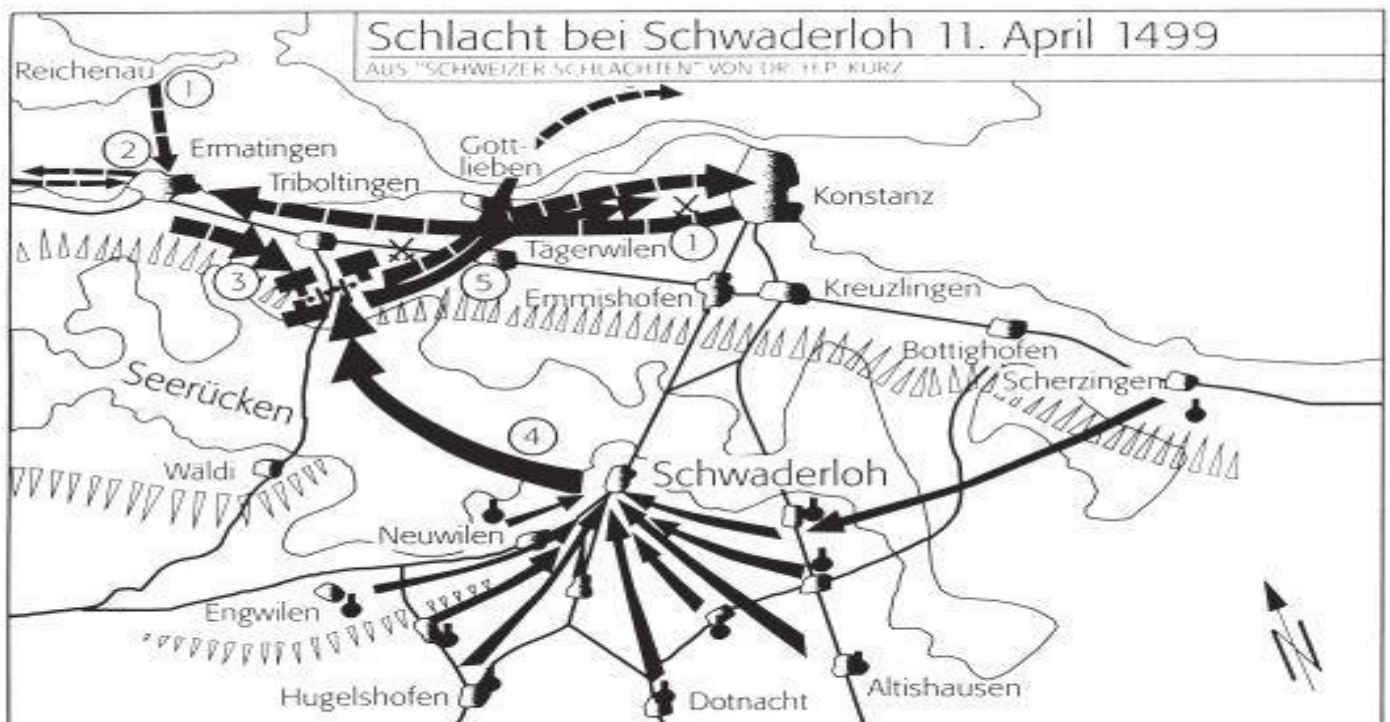 Schlacht bei Schwaderloh 11. April 1499
AUS "SCHWEIZER SCHLACHTEN" VON DR. H.P. KURZ
Reichenau
1
2
Ermatingen
Gott-
lieben
Triboltingen
Konstanz
Tägerwilen
1
3
5
Emmishofen
Kreuzlingen
Bottighofen
Scherzingen
Seerücken
4
Wäldi
Schwaderloh
Neuwilen
Engwilen
Hugelshofen
Dotnacht
Altishausen
N